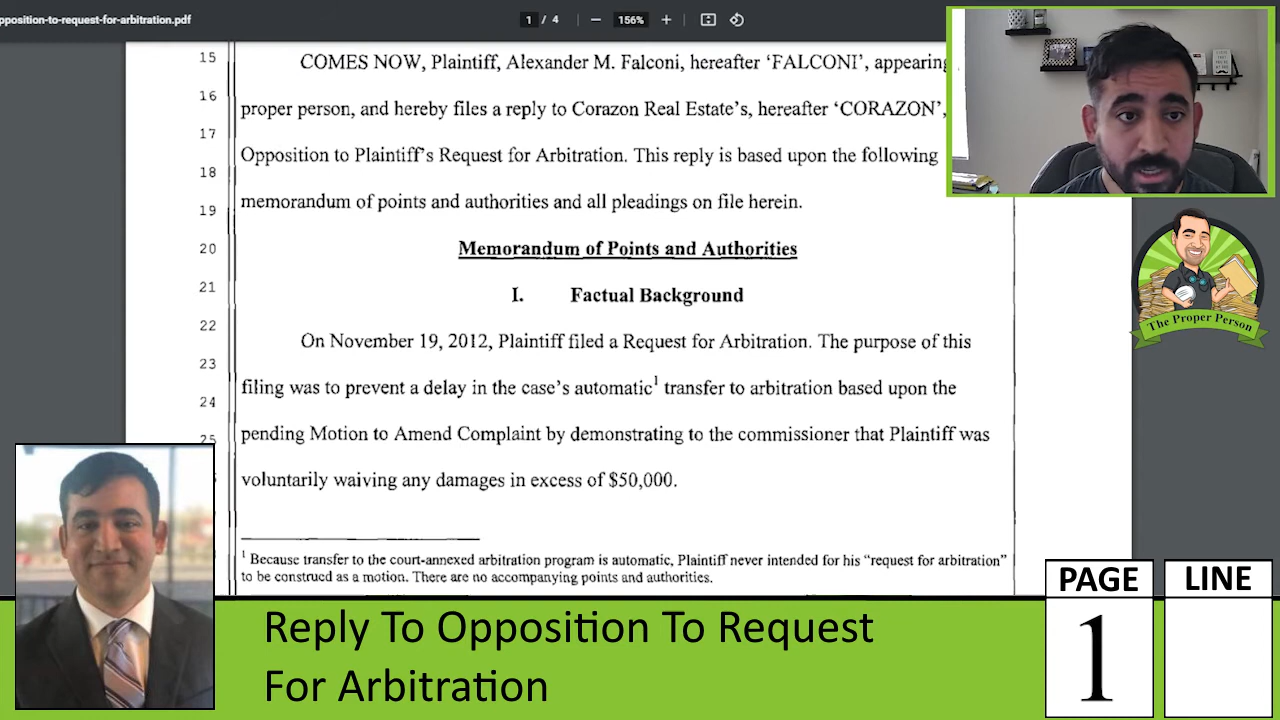 pposition-to-request-for-arbitration.pdf
1 / 4
156%
15 COMES NOW, Plaintiff, Alexander M. Falconi, hereafter ‘FALCONI’, appearing
16 proper person, and hereby files a reply to Corazon Real Estate’s, hereafter ‘CORAZON’,
17
18 Opposition to Plaintiff’s Request for Arbitration. This reply is based upon the following
19 memorandum of points and authorities and all pleadings on file herein.
20 Memorandum of Points and Authorities
21 I. Factual Background
22 On November 19, 2012, Plaintiff filed a Request for Arbitration. The purpose of this
23 filing was to prevent a delay in the case’s automatic¹ transfer to arbitration based upon the
24
25 pending Motion to Amend Complaint by demonstrating to the commissioner that Plaintiff was
voluntarily waiving any damages in excess of $50,000.
¹ Because transfer to the court-annexed arbitration program is automatic, Plaintiff never intended for his “request for arbitration”
to be construed as a motion. There are no accompanying points and authorities.
The Proper Person
Reply To Opposition To Request
For Arbitration
PAGE
1
LINE